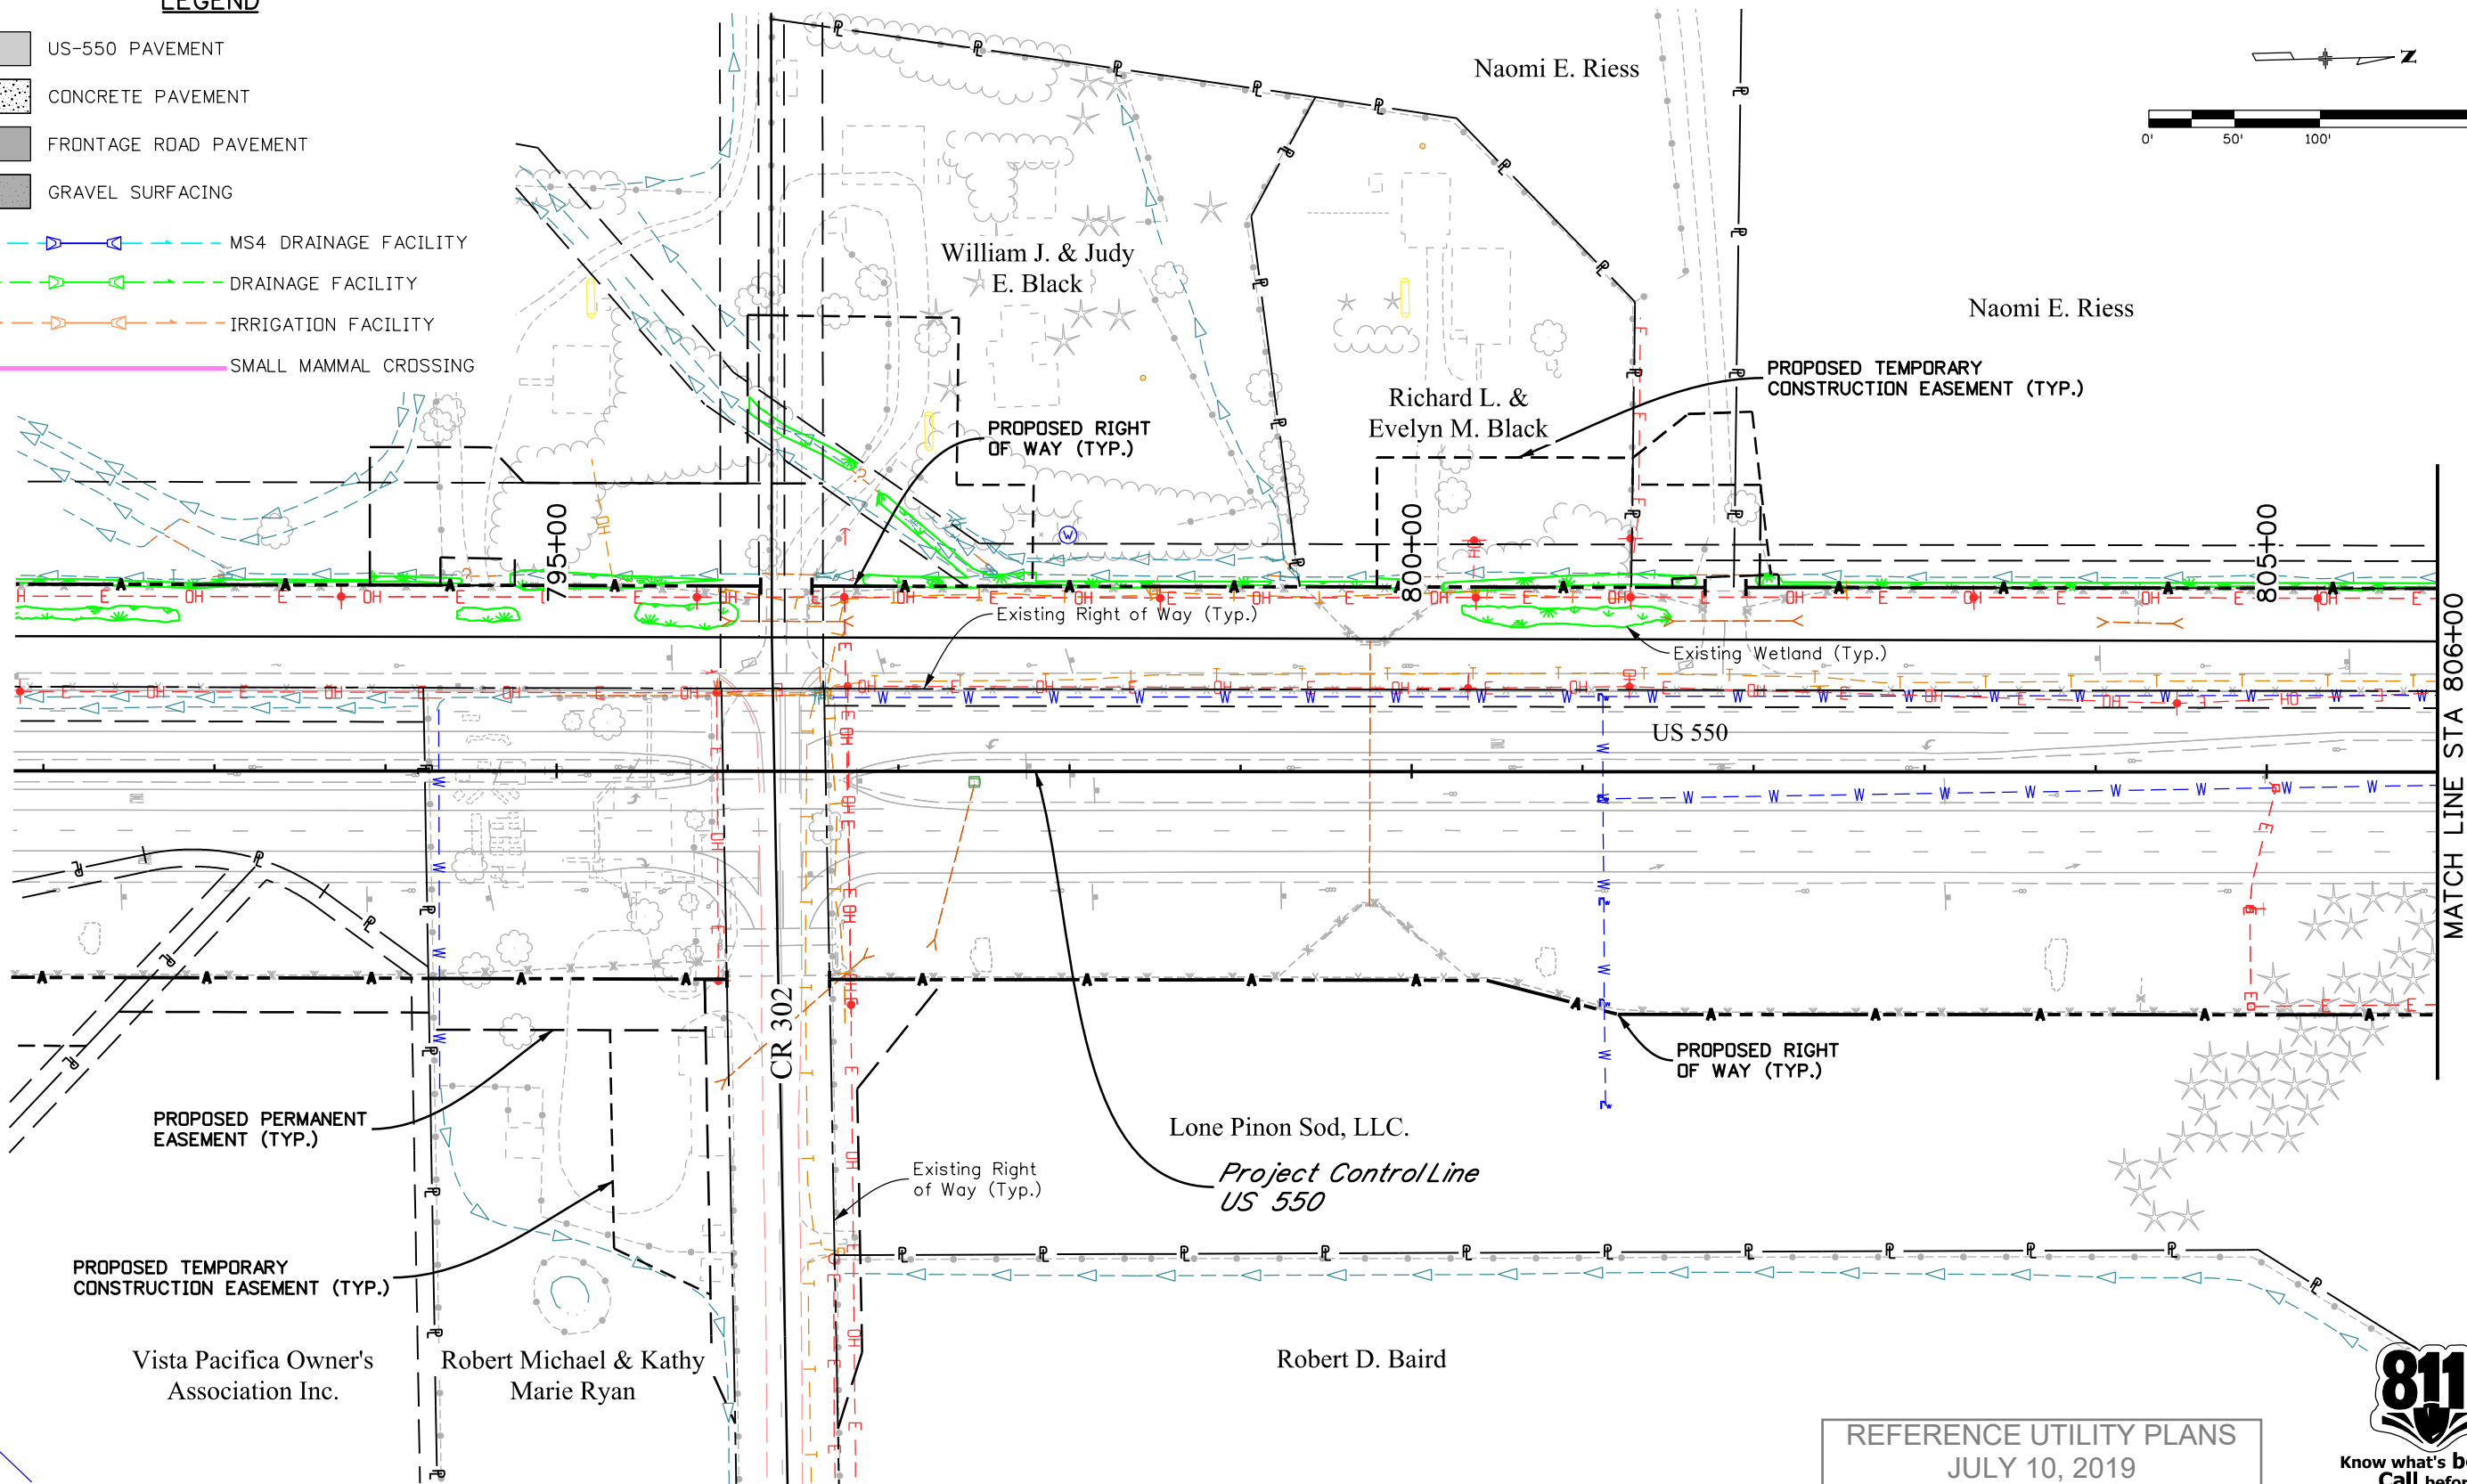 LEGEND
US-550 PAVEMENT
CONCRETE PAVEMENT
FRONTAGE ROAD PAVEMENT
GRAVEL SURFACING
MS4 DRAINAGE FACILITY
DRAINAGE FACILITY
IRRIGATION FACILITY
SMALL MAMMAL CROSSING
N
0' 50' 100'
Naomi E. Riess
William J. & Judy
E. Black
Naomi E. Riess
PROPOSED TEMPORARY
CONSTRUCTION EASEMENT (TYP.)
Richard L. &
Evelyn M. Black
PROPOSED RIGHT
OF WAY (TYP.)
795+00
800+00
805+00
Existing Right of Way (Typ.)
Existing Wetland (Typ.)
US 550
MATCH LINE STA 806+00
CR 302
PROPOSED RIGHT
OF WAY (TYP.)
PROPOSED PERMANENT
EASEMENT (TYP.)
Lone Pinon Sod, LLC.
Existing Right
of Way (Typ.)
Project Control Line
US 550
PROPOSED TEMPORARY
CONSTRUCTION EASEMENT (TYP.)
Vista Pacifica Owner's
Association Inc.
Robert Michael & Kathy
Marie Ryan
Robert D. Baird
811
REFERENCE UTILITY PLANS
JULY 10, 2019
Know what's b
Call befor